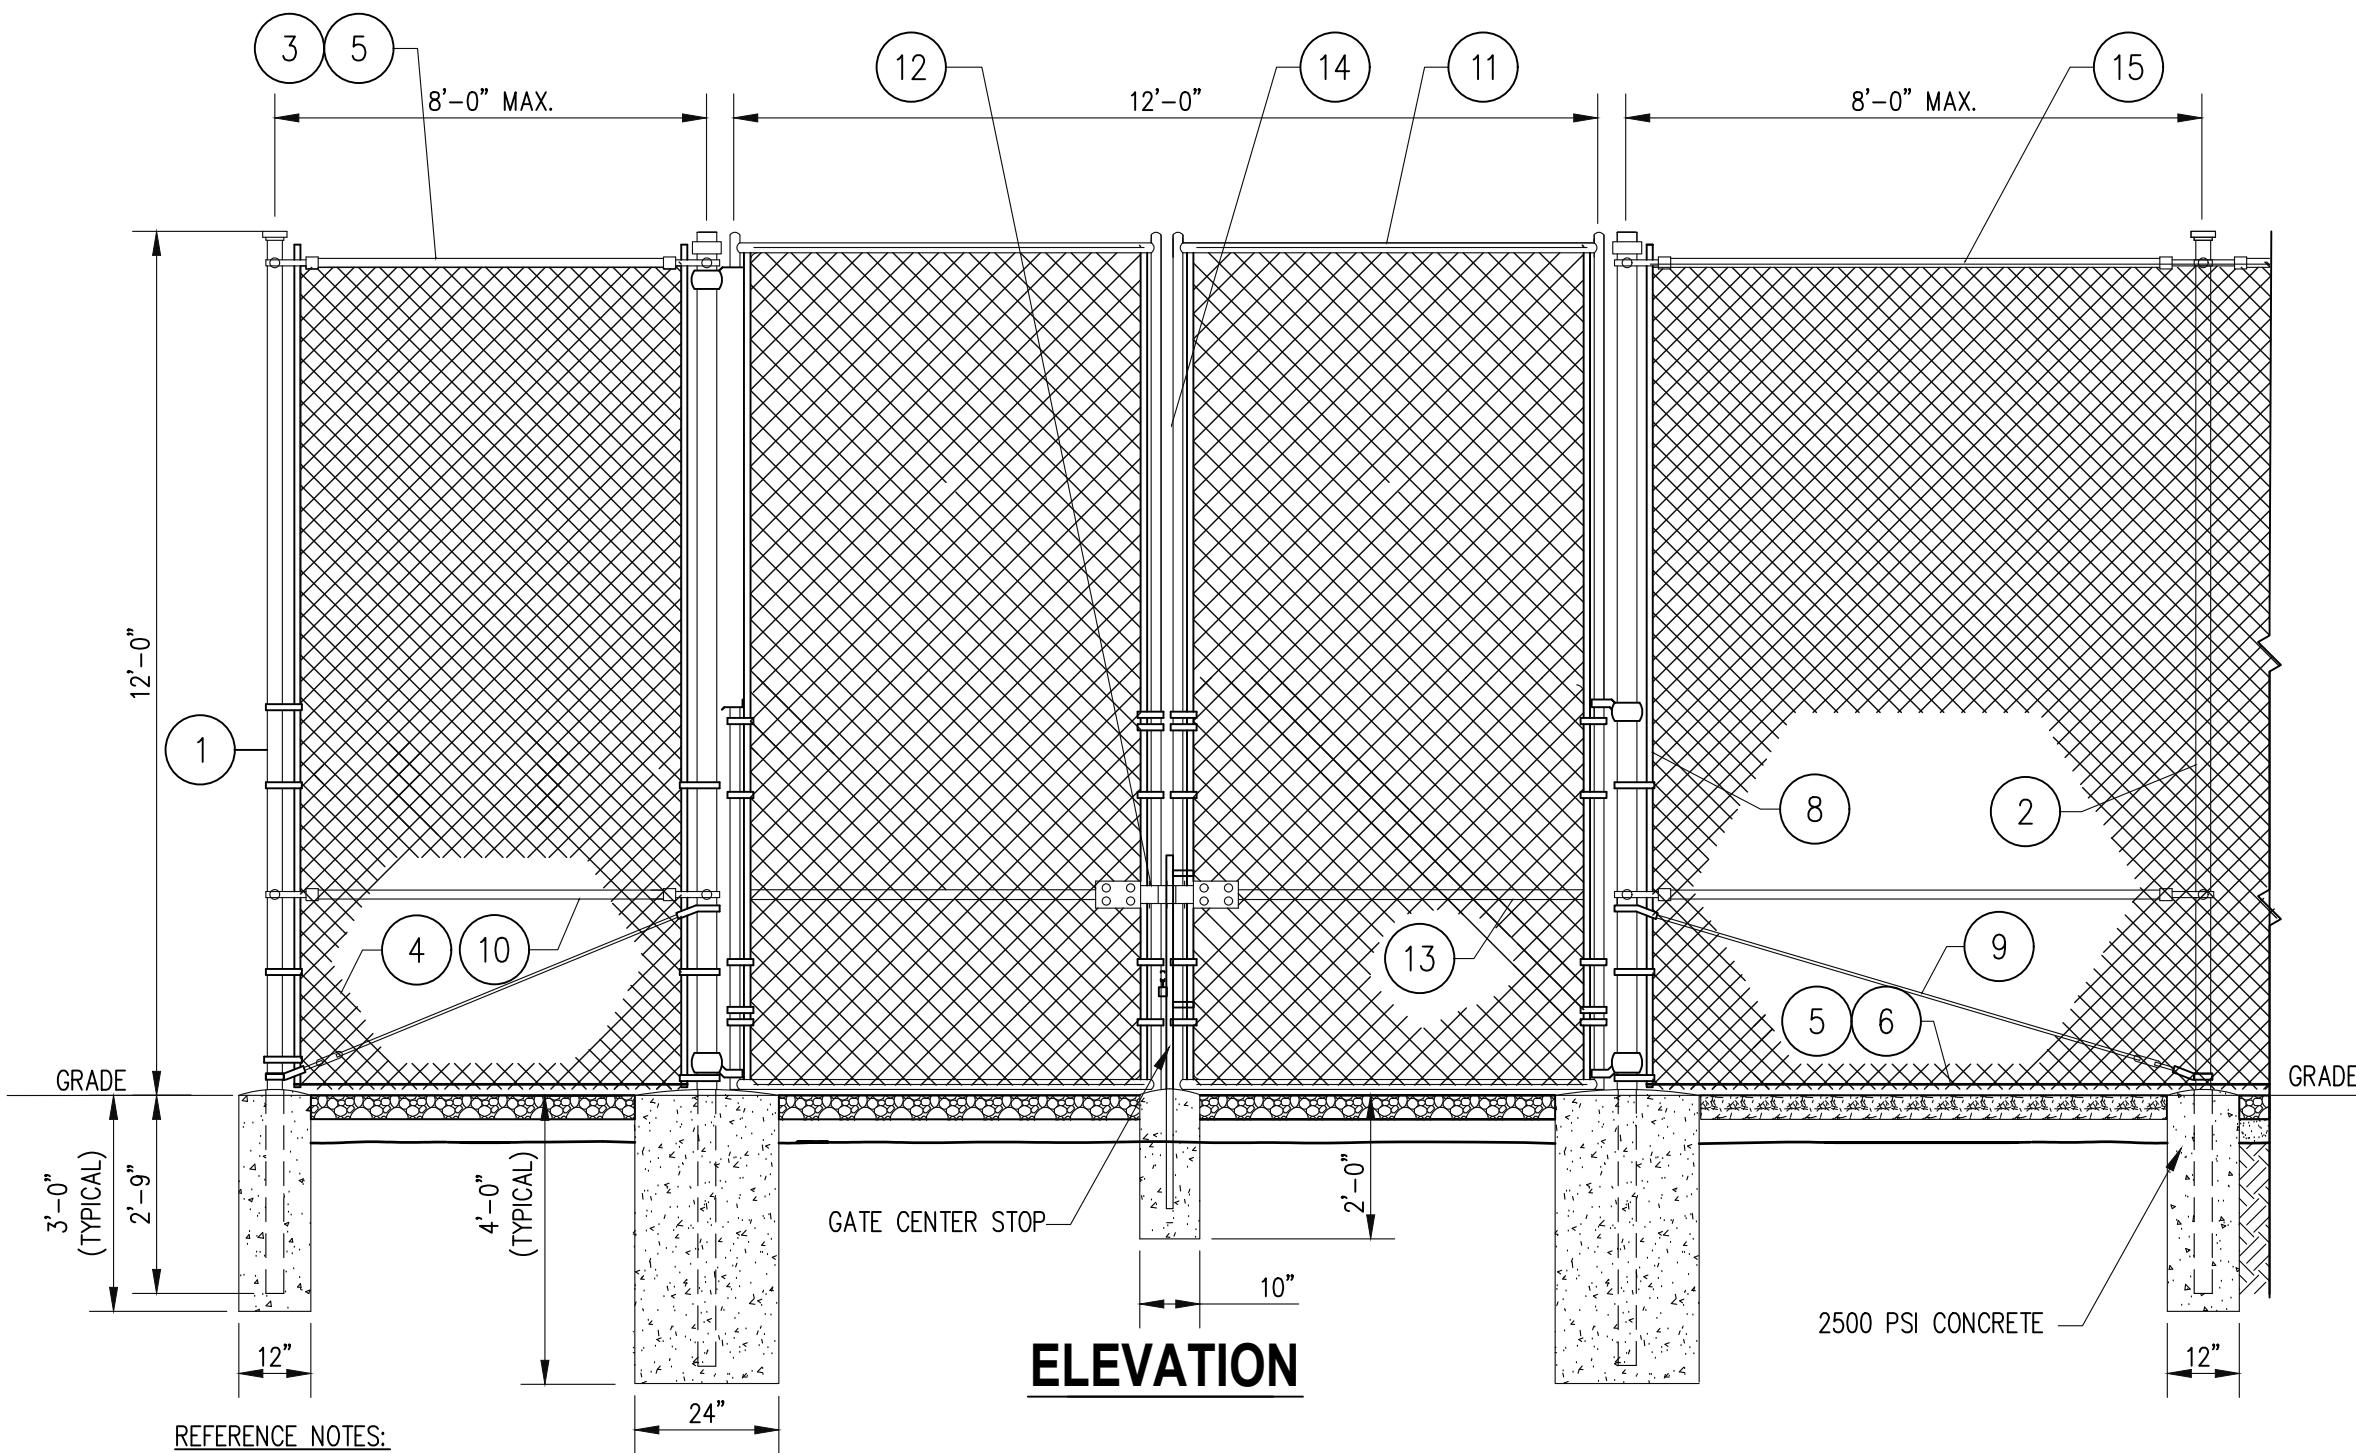 3 5 12 14 11 15
8'-0" MAX. 12'-0" 8'-0" MAX.
12'-0"
1 8 2
4 10 13 9
5 6
GRADE GRADE
3'-0"
(TYPICAL)
2'-9"
4'-0"
(TYPICAL)
GATE CENTER STOP
2'-0"
10"
2500 PSI CONCRETE
12" 12"
ELEVATION
24"
REFERENCE NOTES: